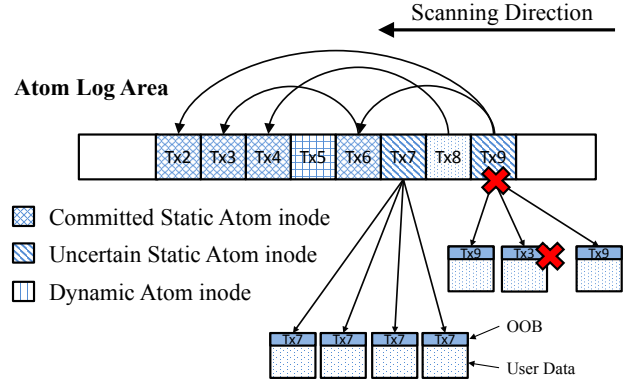 Scanning Direction
Atom Log Area
Tx2 Tx3 Tx4 Tx5 Tx6 Tx7 Tx8 Tx9
Committed Static Atom inode
Uncertain Static Atom inode
Dynamic Atom inode
Tx9 Tx3 Tx9
Tx7 Tx7 Tx7 Tx7
OOB
User Data